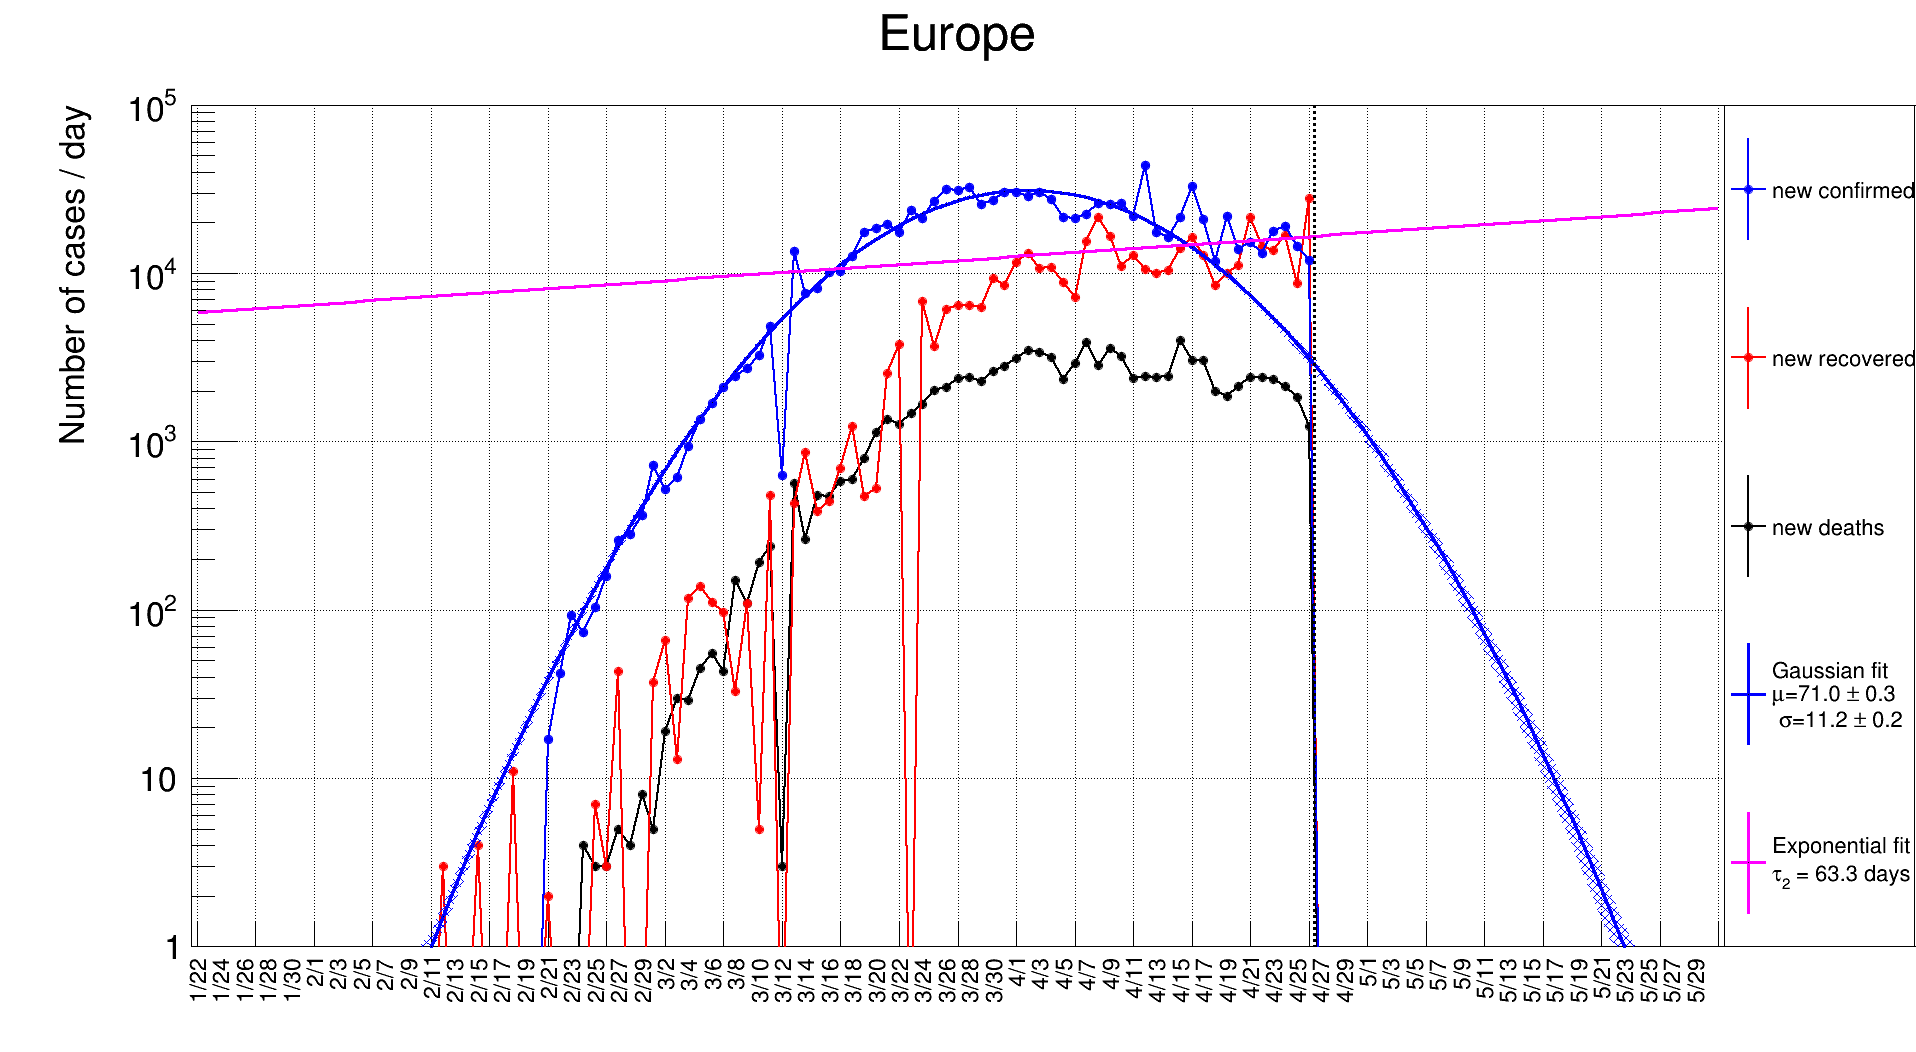 Europe
Number of cases / day
10⁵
10⁴
10³
10²
10
1
1/22 1/24 1/26 1/28 1/30 2/1 2/3 2/5 2/7 2/9 2/11 2/13 2/15 2/17 2/19 2/21 2/23 2/25 2/27 2/29 3/2 3/4 3/6 3/8 3/10 3/12 3/14 3/16 3/18 3/20 3/22 3/24 3/26 3/28 3/30 4/1 4/3 4/5 4/7 4/9 4/11 4/13 4/15 4/17 4/19 4/21 4/23 4/25 4/27 4/29 5/1 5/3 5/5 5/7 5/9 5/11 5/13 5/15 5/17 5/19 5/21 5/23 5/25 5/27 5/29
new confirmed
new recovered
new deaths
Gaussian fit
μ=71.0 ± 0.3
σ=11.2 ± 0.2
Exponential fit
τ₂ = 63.3 days